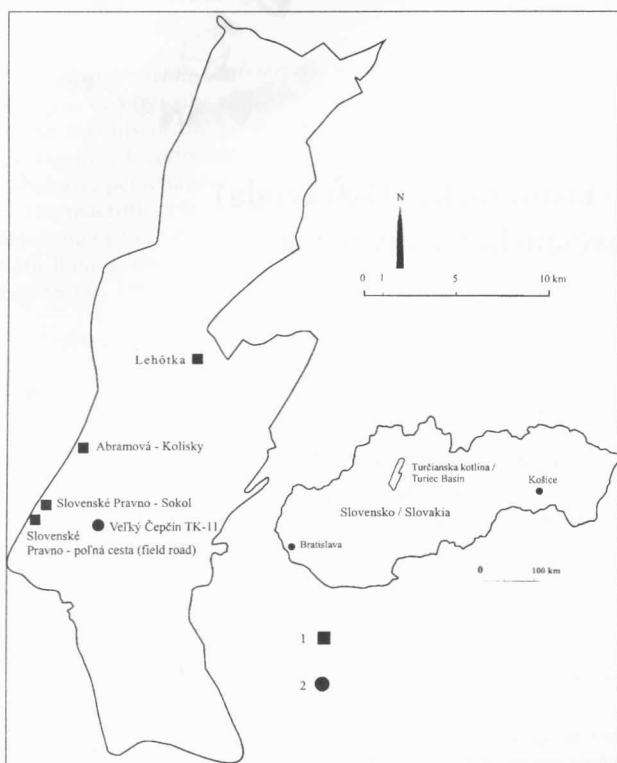 N
0 1 5 10 km
Lehôtka
Abramová - Kolísky
Slovenské Pravno - Sokol
Veľký Čepčín TK-11
Slovenské
Pravno - poľná cesta (field road)
Turčianska kotlina /
Turiec Basin
Košice
Slovensko / Slovakia
Bratislava
0 100 km
1
2